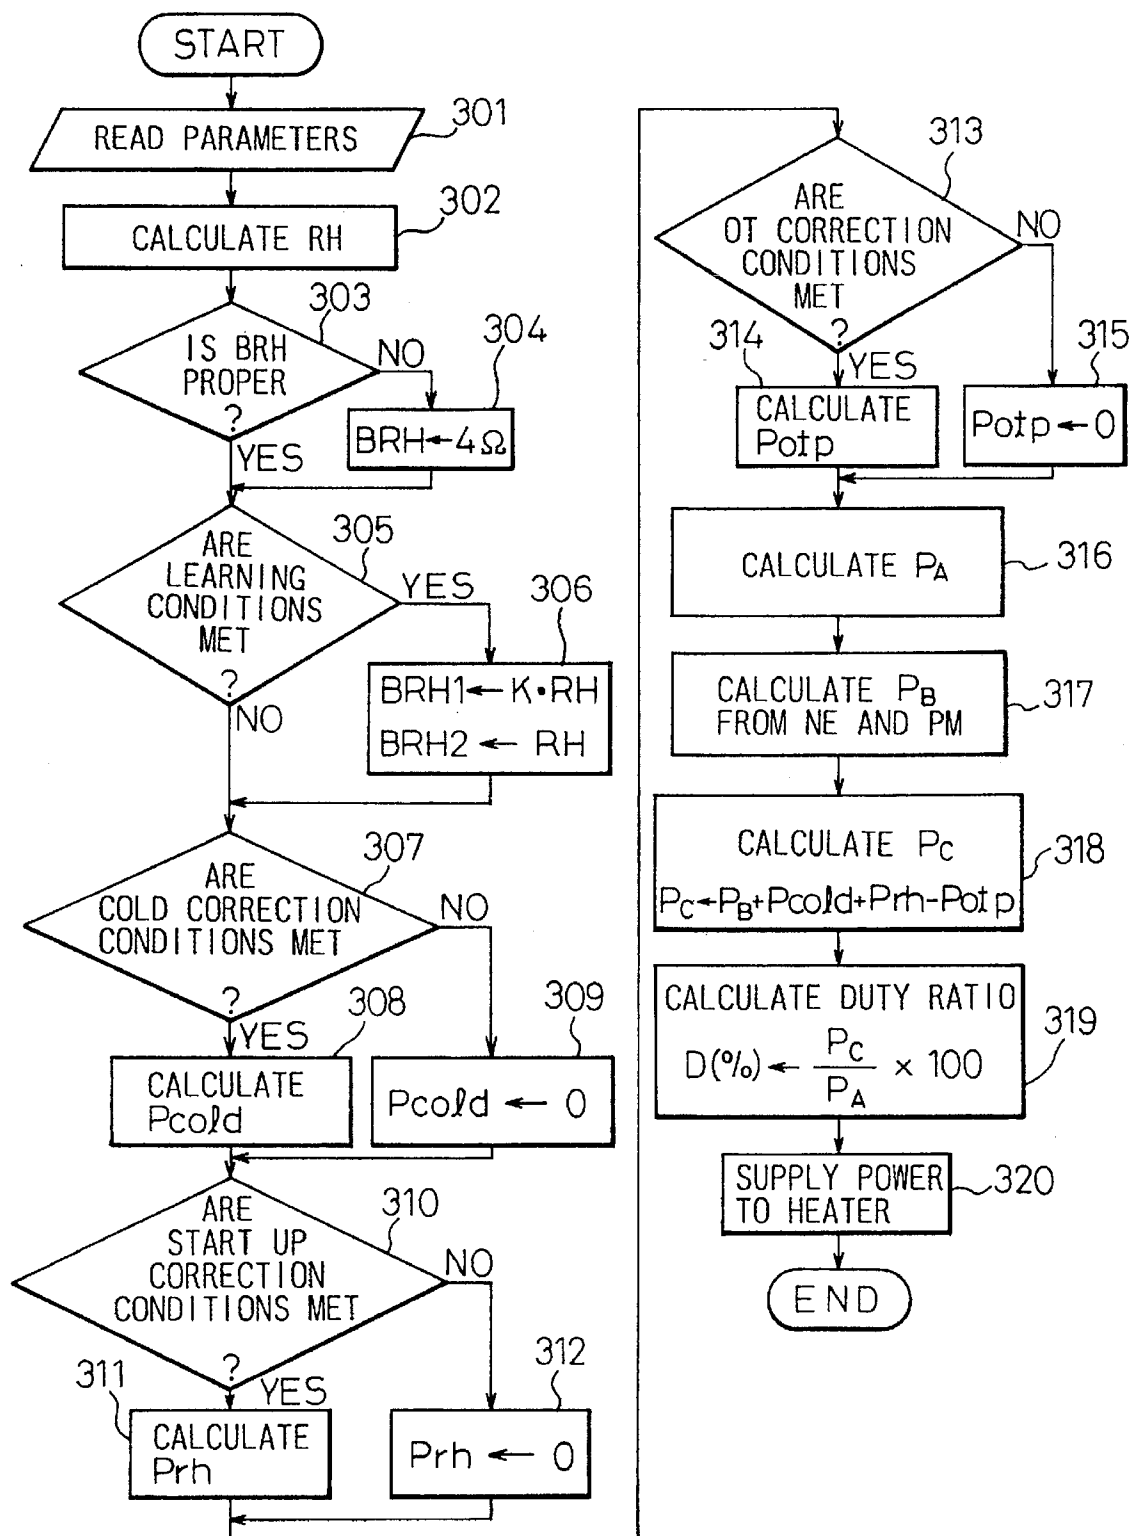 START
READ PARAMETERS
301
CALCULATE RH
302
303
IS BRH
PROPER
?
NO
YES
304
BRH←4Ω
305
ARE
LEARNING
CONDITIONS
MET
?
YES
NO
306
BRH1← K•RH
BRH2 ← RH
307
ARE
COLD CORRECTION
CONDITIONS MET
?
NO
YES
308
CALCULATE
Pcold
309
Pcold ← 0
310
ARE
START UP
CORRECTION
CONDITIONS MET
?
NO
YES
311
CALCULATE
Prh
312
Prh ← 0
313
ARE
OT CORRECTION
CONDITIONS
MET
?
NO
YES
314
CALCULATE
Potp
315
Potp←0
CALCULATE PA
316
CALCULATE PB
FROM NE AND PM
317
CALCULATE PC
PC←PB+Pcold+Prh-Potp
318
CALCULATE DUTY RATIO
D(%)← PC/PA × 100
319
SUPPLY POWER
TO HEATER
320
END